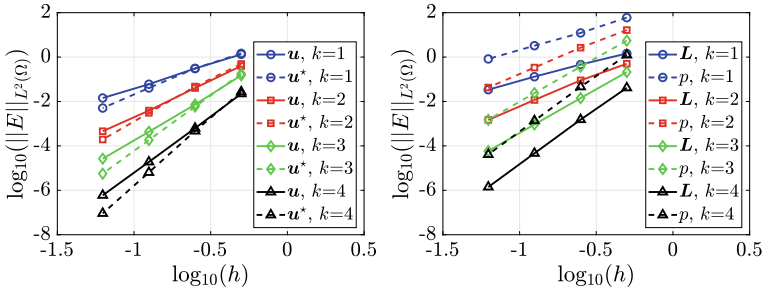 2
0
-2
-4
-6
-8
-1.5
-1
-0.5
0
0.5
log10(h)
log10(||E||L2(Ω))
u, k=1
u⋆, k=1
u, k=2
u⋆, k=2
u, k=3
u⋆, k=3
u, k=4
u⋆, k=4
2
0
-2
-4
-6
-8
-1.5
-1
-0.5
0
0.5
log10(h)
log10(||E||L2(Ω))
L, k=1
p, k=1
L, k=2
p, k=2
L, k=3
p, k=3
L, k=4
p, k=4